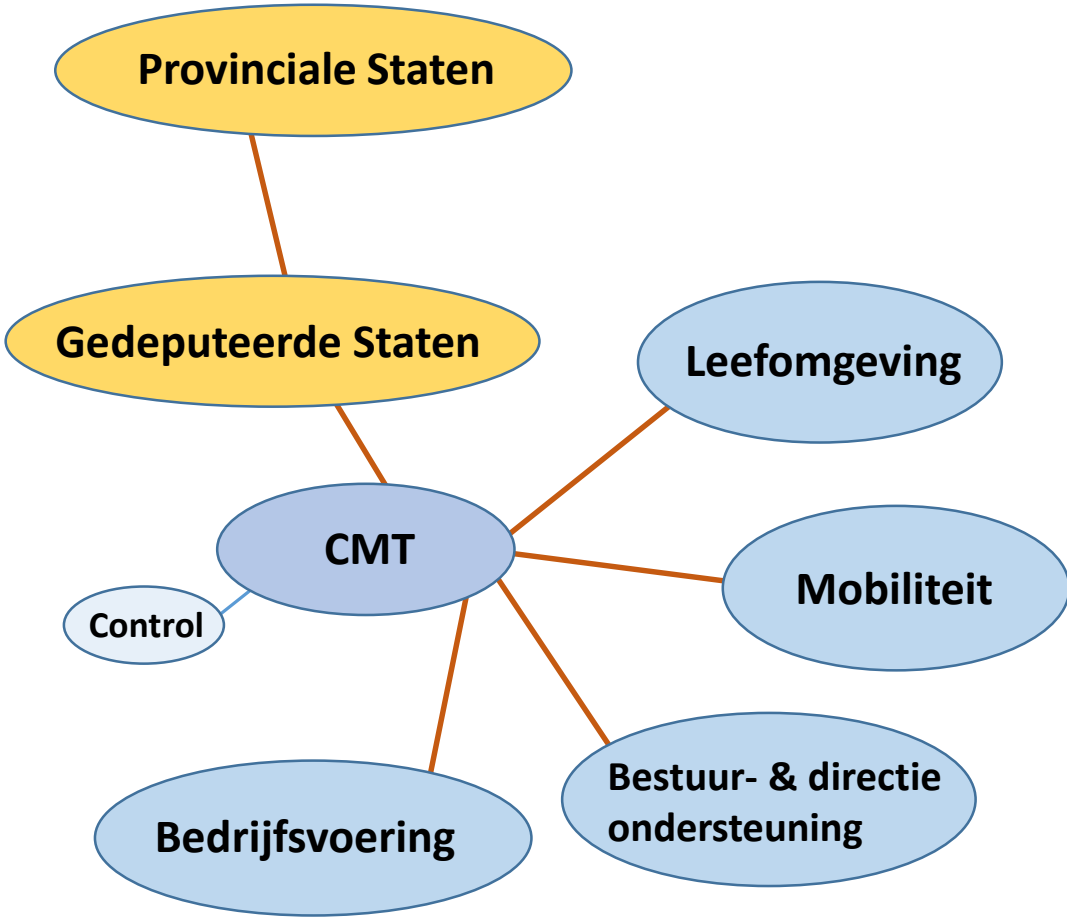 Provinciale Staten
Gedeputeerde Staten
Leefomgeving
CMT
Mobiliteit
Control
Bestuur- & directie
ondersteuning
Bedrijfsvoering